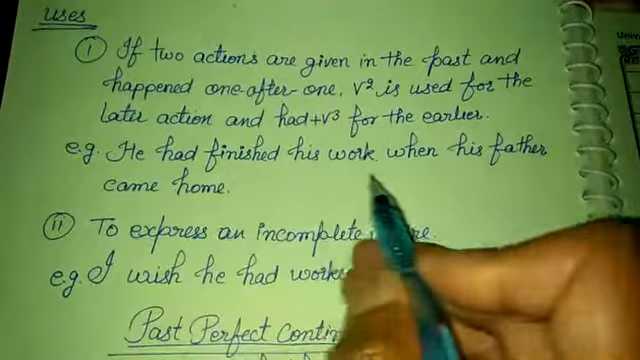 uses
I If two actions are given in the past and
happened one-after-one, V² is used for the
Later action and had+V³ for the earlier.
e.g. He had finished his work when his father
came home.
II To express an incomplete
e.g. I wish he had
Past Perfect
Univ